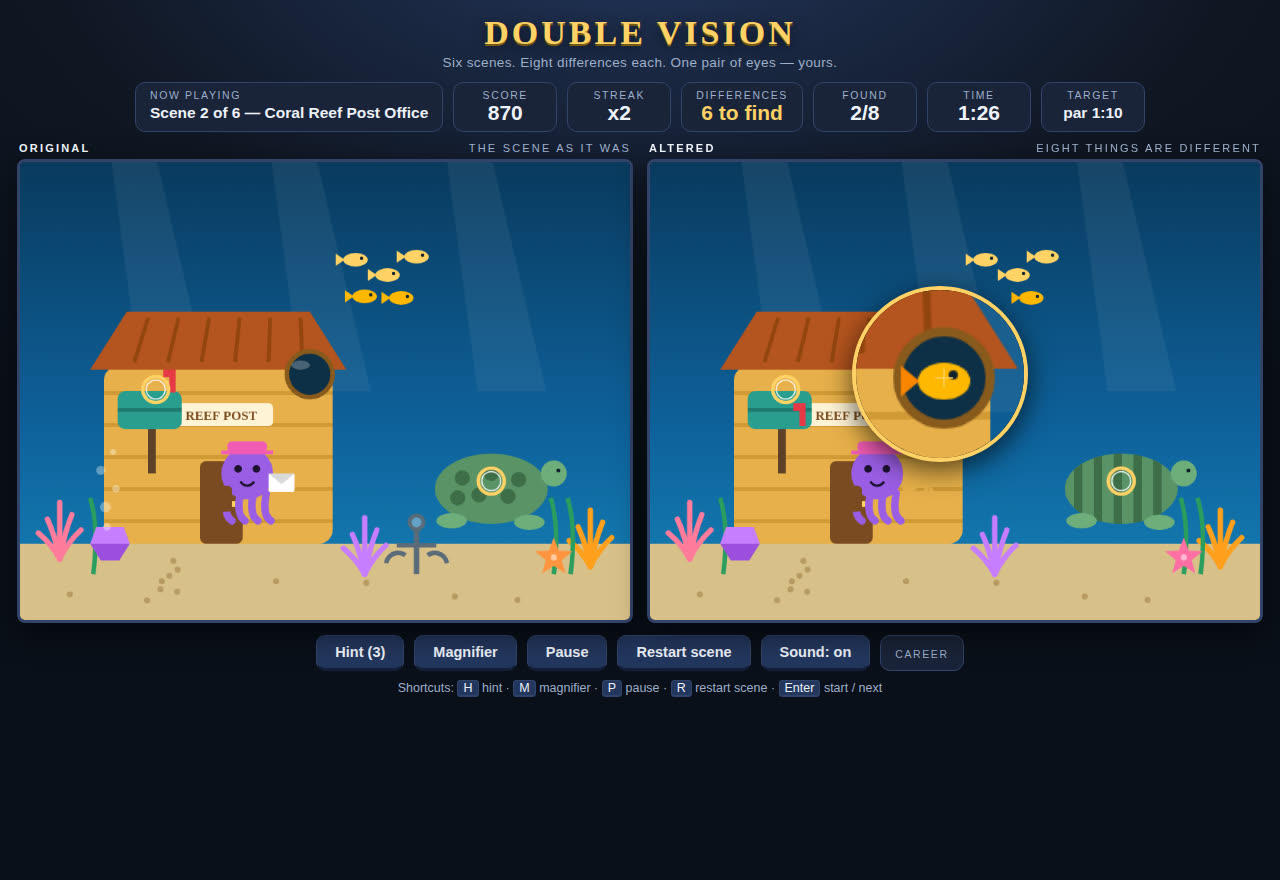 DOUBLE VISION
Six scenes. Eight differences each. One pair of eyes — yours.
NOW PLAYING
Scene 2 of 6 — Coral Reef Post Office
SCORE
870
STREAK
x2
DIFFERENCES
6 to find
FOUND
2/8
TIME
1:26
TARGET
par 1:10
ORIGINAL
THE SCENE AS IT WAS
ALTERED
EIGHT THINGS ARE DIFFERENT
REEF POST
REEF
Hint (3)
Magnifier
Pause
Restart scene
Sound: on
CAREER
Shortcuts: H hint · M magnifier · P pause · R restart scene · Enter start / next